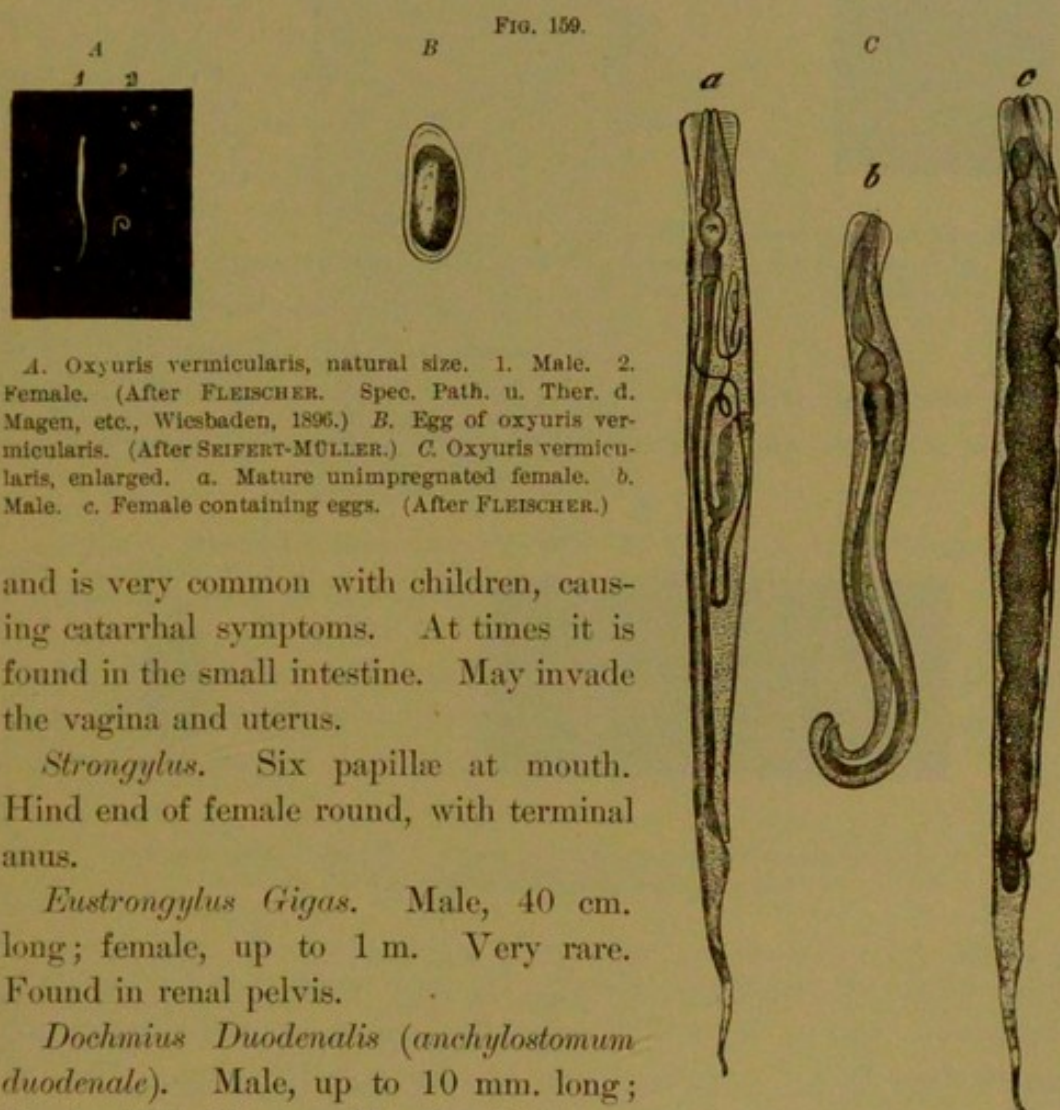 FIG. 159.
A
B
C
1 2
a
b
c
A. Oxyuris vermicularis, natural size. 1. Male. 2.
Female. (After FLEISCHER. Spec. Path. u. Ther. d.
Magen, etc., Wiesbaden, 1896.) B. Egg of oxyuris ver-
micularis. (After SEIFERT-MÜLLER.) C. Oxyuris vermicu-
laris, enlarged. a. Mature unimpregnated female. b.
Male. c. Female containing eggs. (After FLEISCHER.)
and is very common with children, caus-
ing catarrhal symptoms. At times it is
found in the small intestine. May invade
the vagina and uterus.
Strongylus. Six papillæ at mouth.
Hind end of female round, with terminal
anus.
Eustrongylus Gigas. Male, 40 cm.
long; female, up to 1 m. Very rare.
Found in renal pelvis.
Dochmius Duodenalis (anchylostomum
duodenale). Male, up to 10 mm. long;